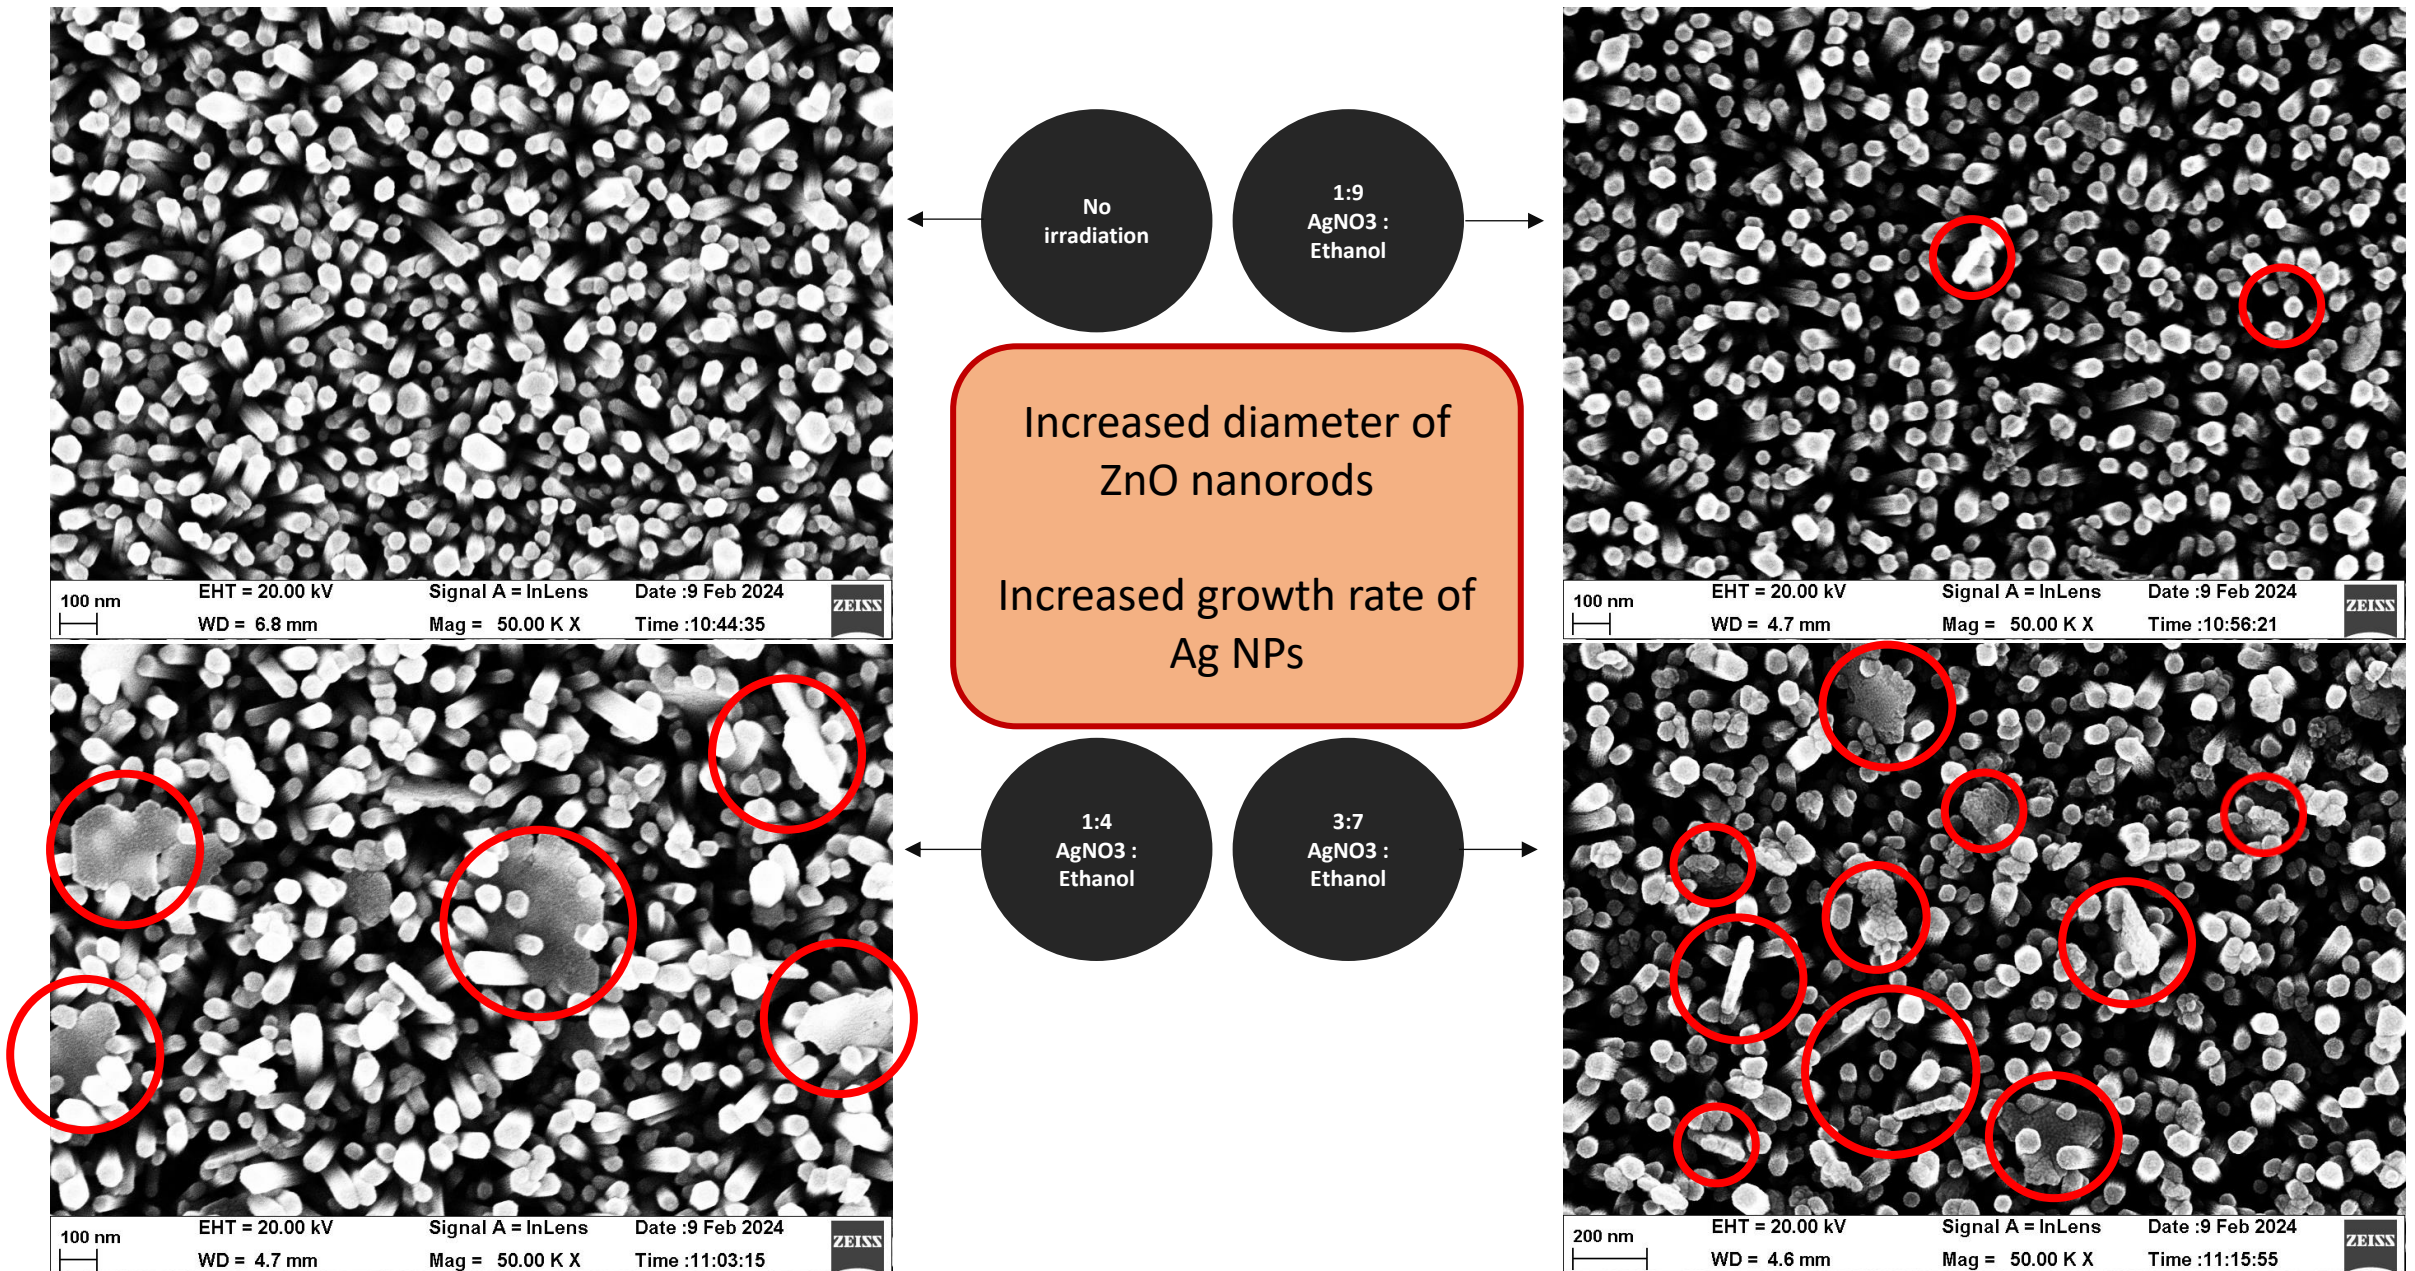 No
irradiation
1:9
AgNO3 :
Ethanol
Increased diameter of
ZnO nanorods
Increased growth rate of
Ag NPs
100 nm
EHT = 20.00 kV
Signal A = InLens
Date :9 Feb 2024
WD = 6.8 mm
Mag = 50.00 K X
Time :10:44:35
ZEISS
100 nm
EHT = 20.00 kV
Signal A = InLens
Date :9 Feb 2024
WD = 4.7 mm
Mag = 50.00 K X
Time :10:56:21
ZEISS
1:4
AgNO3 :
Ethanol
3:7
AgNO3 :
Ethanol
100 nm
EHT = 20.00 kV
Signal A = InLens
Date :9 Feb 2024
WD = 4.7 mm
Mag = 50.00 K X
Time :11:03:15
ZEISS
200 nm
EHT = 20.00 kV
Signal A = InLens
Date :9 Feb 2024
WD = 4.6 mm
Mag = 50.00 K X
Time :11:15:55
ZEISS